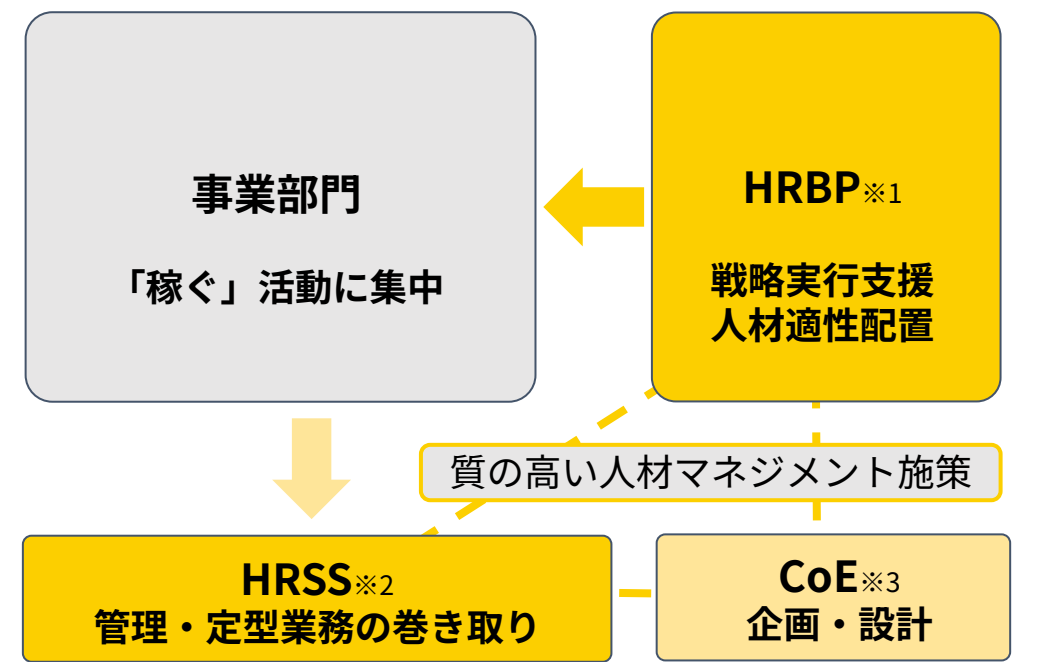 事業部門
「稼ぐ」活動に集中
HRBP※1
戦略実行支援
人材適性配置
質の高い人材マネジメント施策
HRSS※2
管理・定型業務の巻き取り
CoE※3
企画・設計